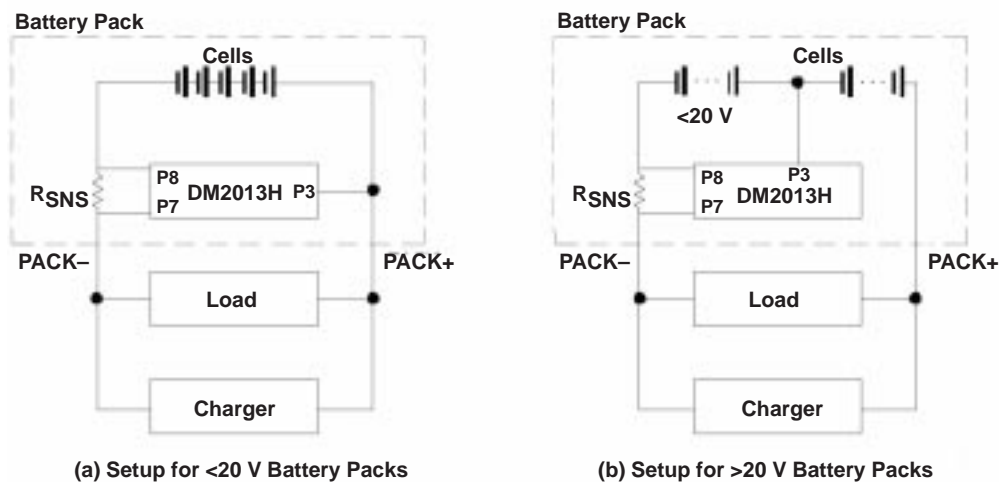 Battery Pack
Cells
P8
P7
DM2013H
P3
RSNS
PACK–
PACK+
Load
Charger
(a) Setup for <20 V Battery Packs
Battery Pack
Cells
<20 V
P3
P8
P7
DM2013H
RSNS
PACK–
PACK+
Load
Charger
(b) Setup for >20 V Battery Packs